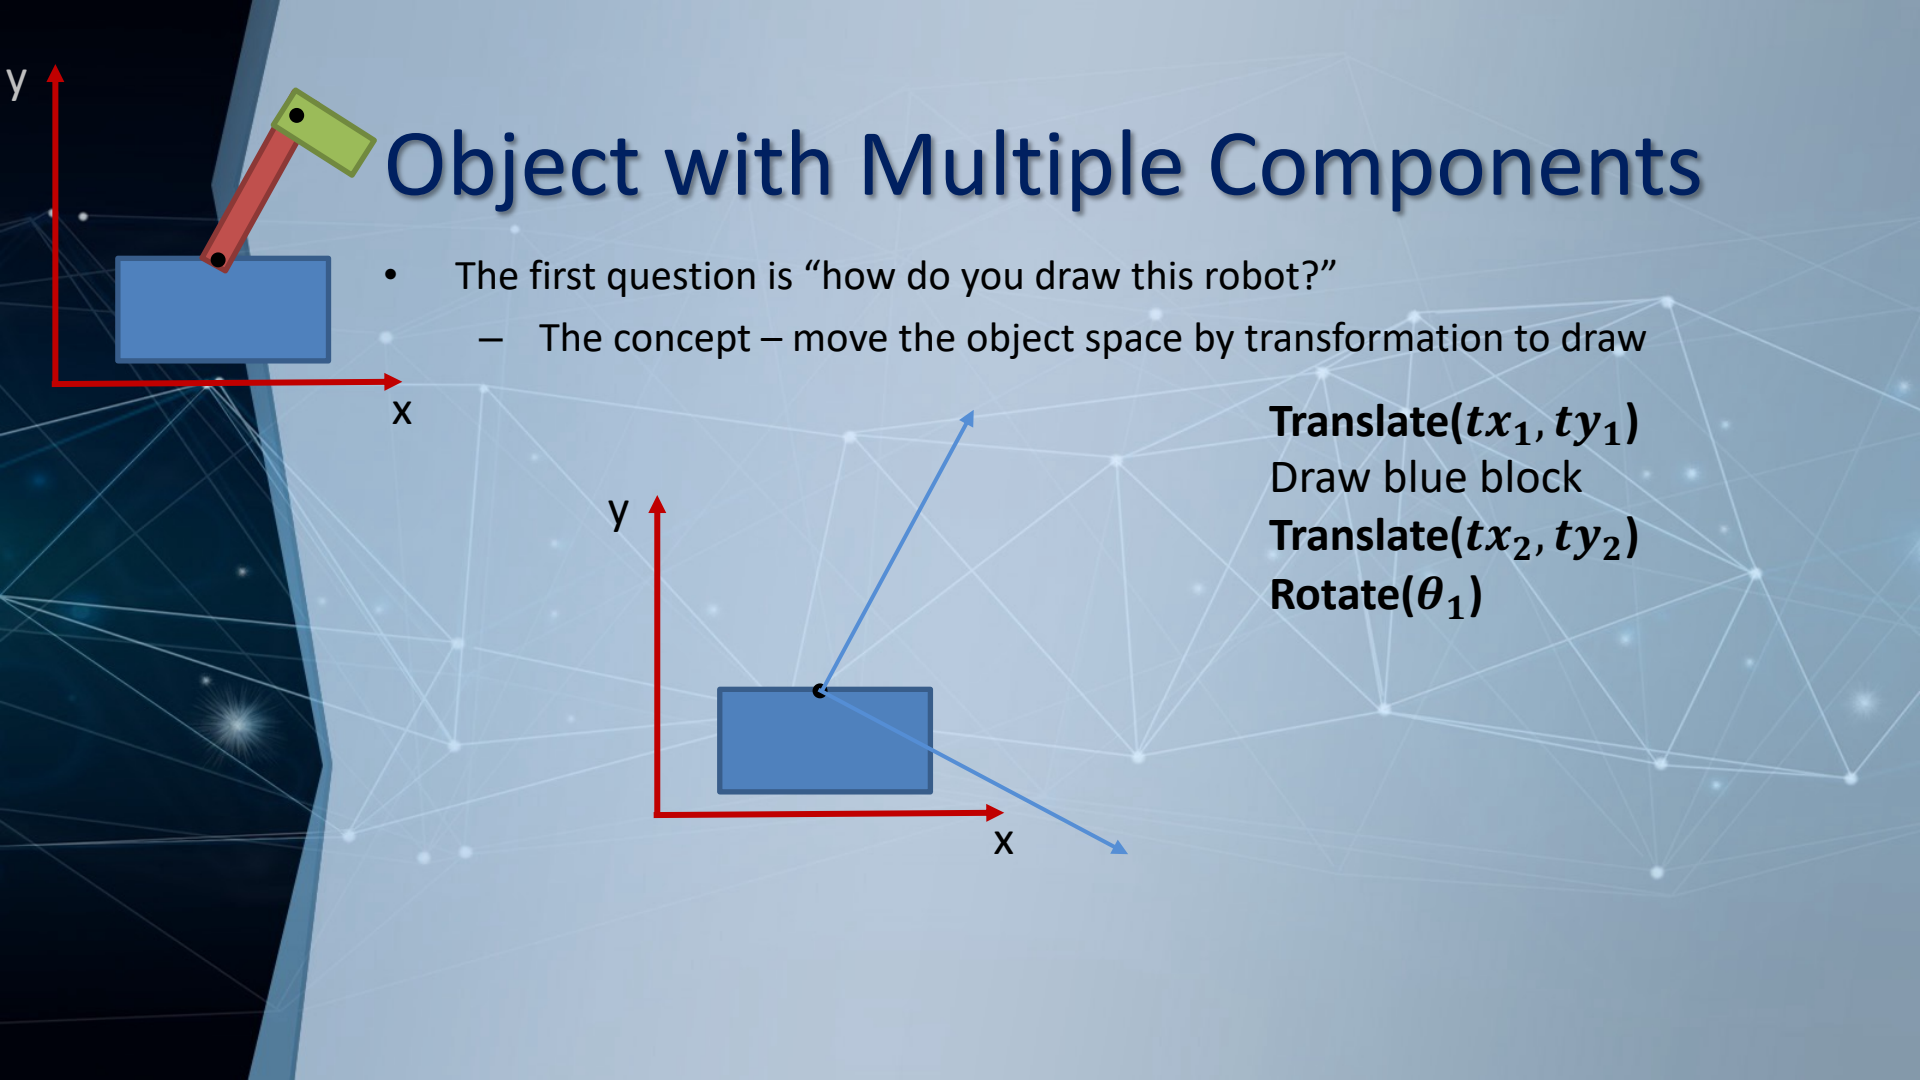 y
Object with Multiple Components
• The first question is “how do you draw this robot?”
– The concept – move the object space by transformation to draw
x
Translate(tx₁, ty₁)
Draw blue block
Translate(tx₂, ty₂)
Rotate(θ₁)
y
x